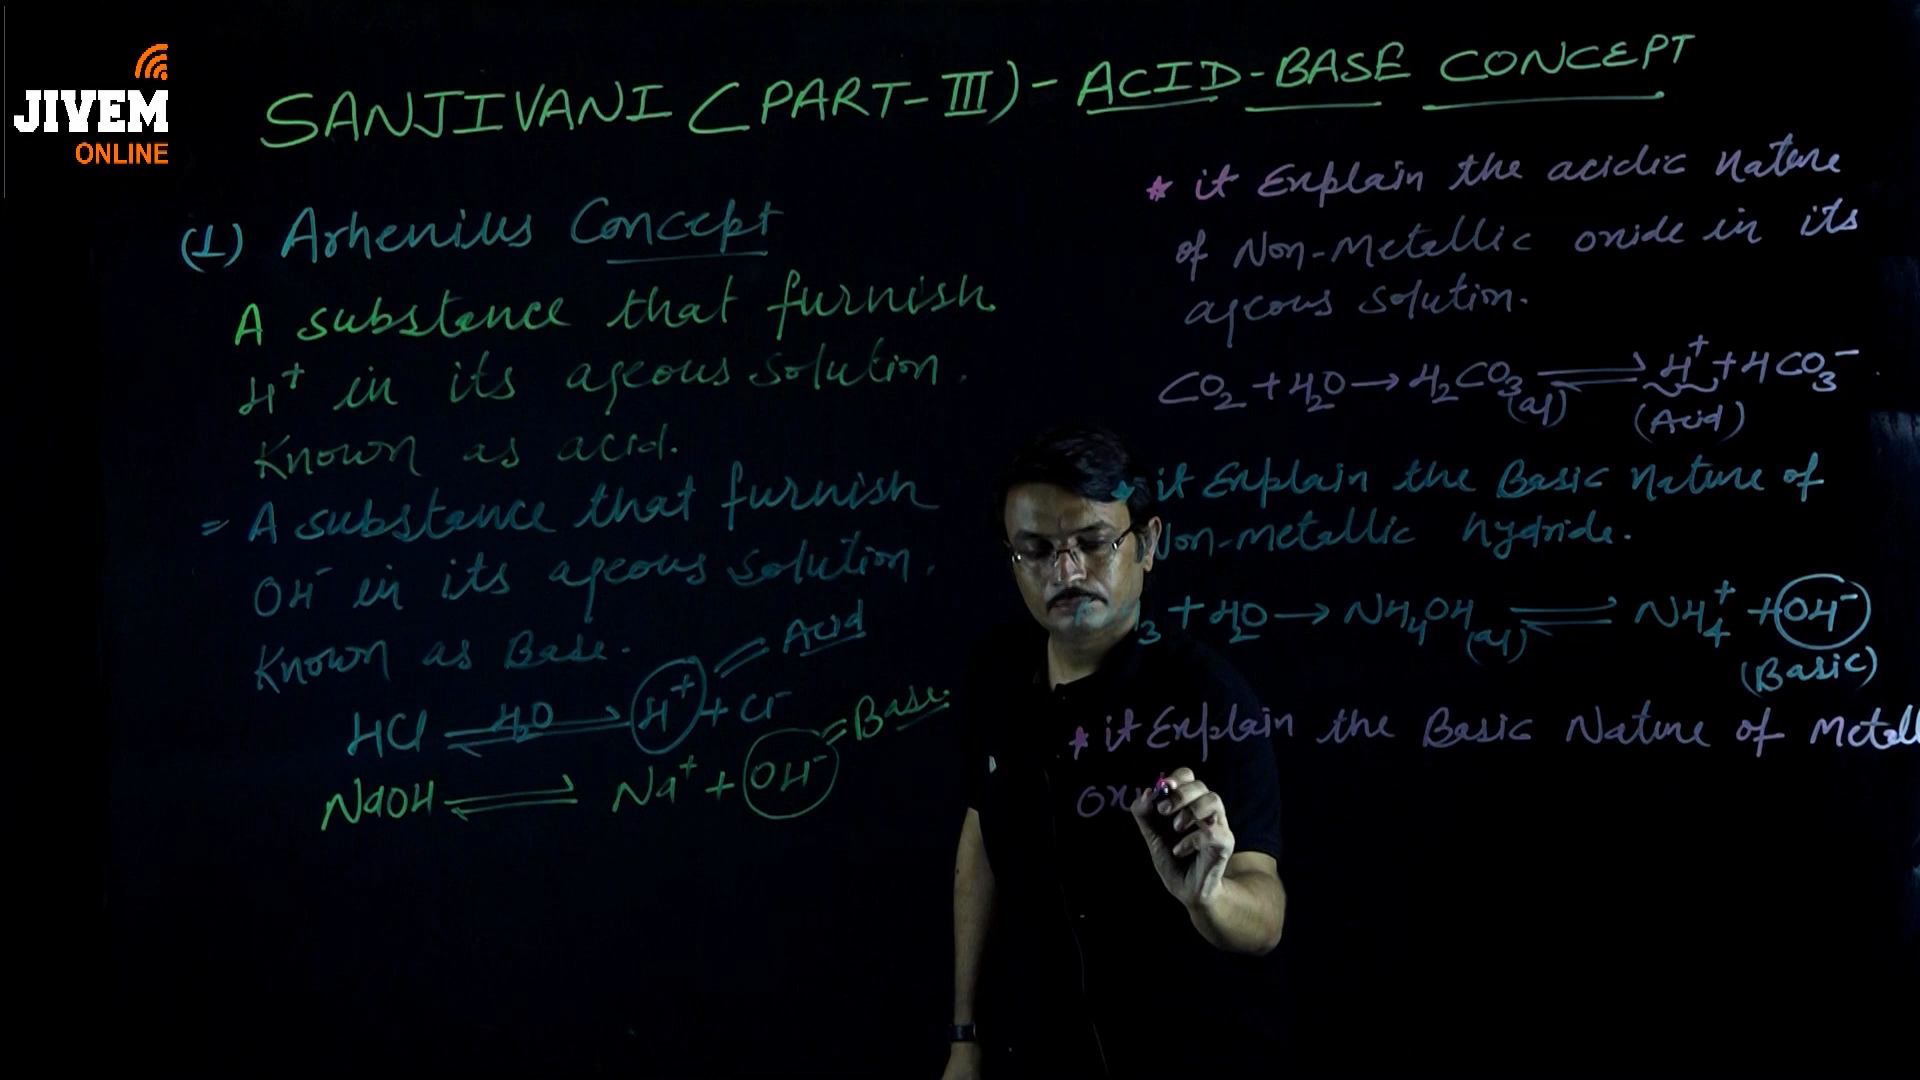 JIVEM
ONLINE
SANJIVANI (PART-III) - ACID-BASE CONCEPT
(1) Arhenius Concept
A substance that furnish
H⁺ in its aqeous solution.
Known as acid.
= A substance that furnish
OH⁻ in its aqeous solution.
Known as Base.
HCl ⇌ H₂O H⁺ + Cl⁻ = Acid
NaOH ⇌ Na⁺ + OH⁻ = Base
* it Explain the acidic Nature
of Non-Metallic oxide in its
aqeous solution.
CO₂ + H₂O → H₂CO₃ (aq) ⇌ H⁺ + HCO₃⁻
(Acid)
* it Explain the Basic Nature of
Non-metallic hydride.
₃ + H₂O → NH₄OH (aq) ⇌ NH₄⁺ + OH⁻
(Basic)
* it Explain the Basic Nature of Metall